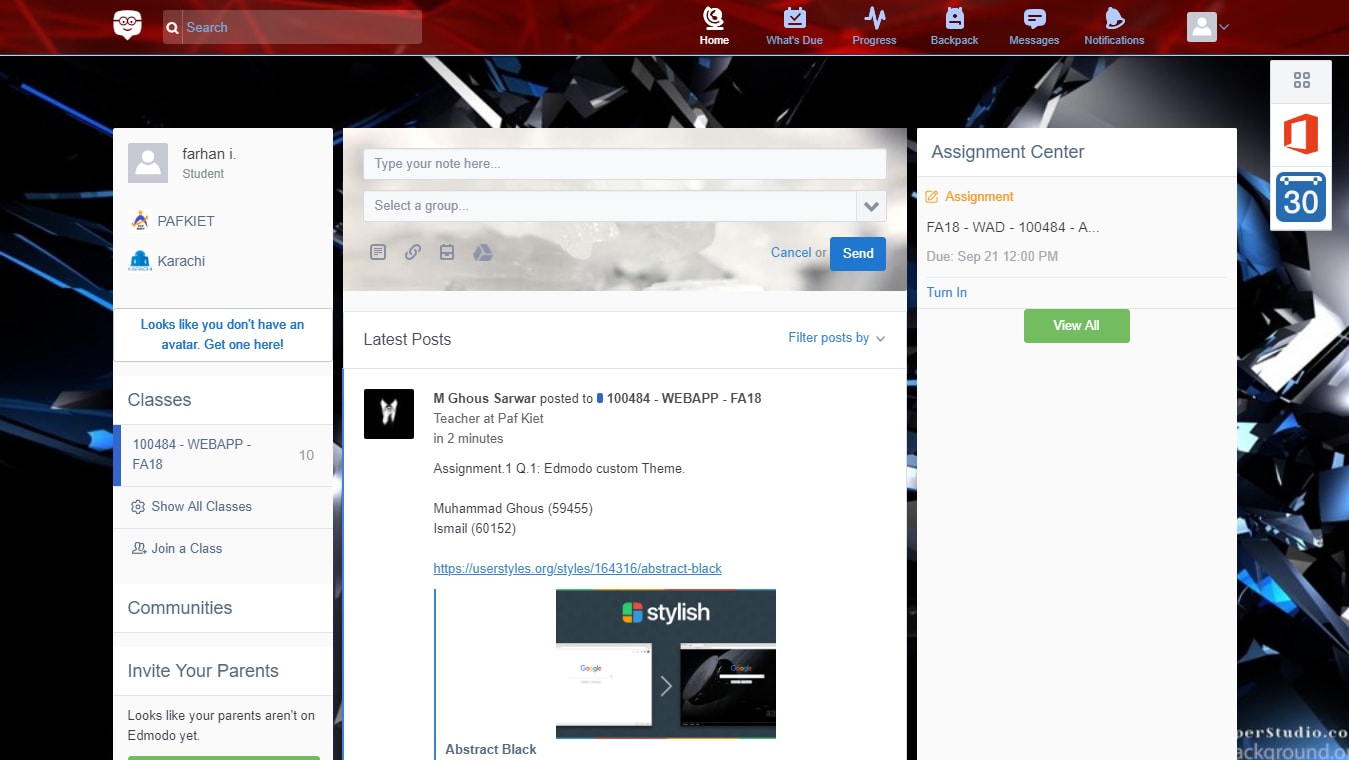 Search
Home
What's Due
Progress
Backpack
Messages
Notifications
farhan i.
Student
PAFKIET
Karachi
Looks like you don't have an
avatar. Get one here!
Classes
100484 - WEBAPP -
FA18
10
Show All Classes
Join a Class
Communities
Invite Your Parents
Looks like your parents aren't on
Edmodo yet.
Type your note here...
Select a group...
Cancel or
Send
Latest Posts
Filter posts by
M Ghous Sarwar posted to 100484 - WEBAPP - FA18
Teacher at Paf Kiet
in 2 minutes
Assignment.1 Q.1: Edmodo custom Theme.
Muhammad Ghous (59455)
Ismail (60152)
https://userstyles.org/styles/164316/abstract-black
stylish
Google
Google
Abstract Black
Assignment Center
Assignment
FA18 - WAD - 100484 - A...
Due: Sep 21 12:00 PM
Turn In
View All
30
perStudio.co
background.o